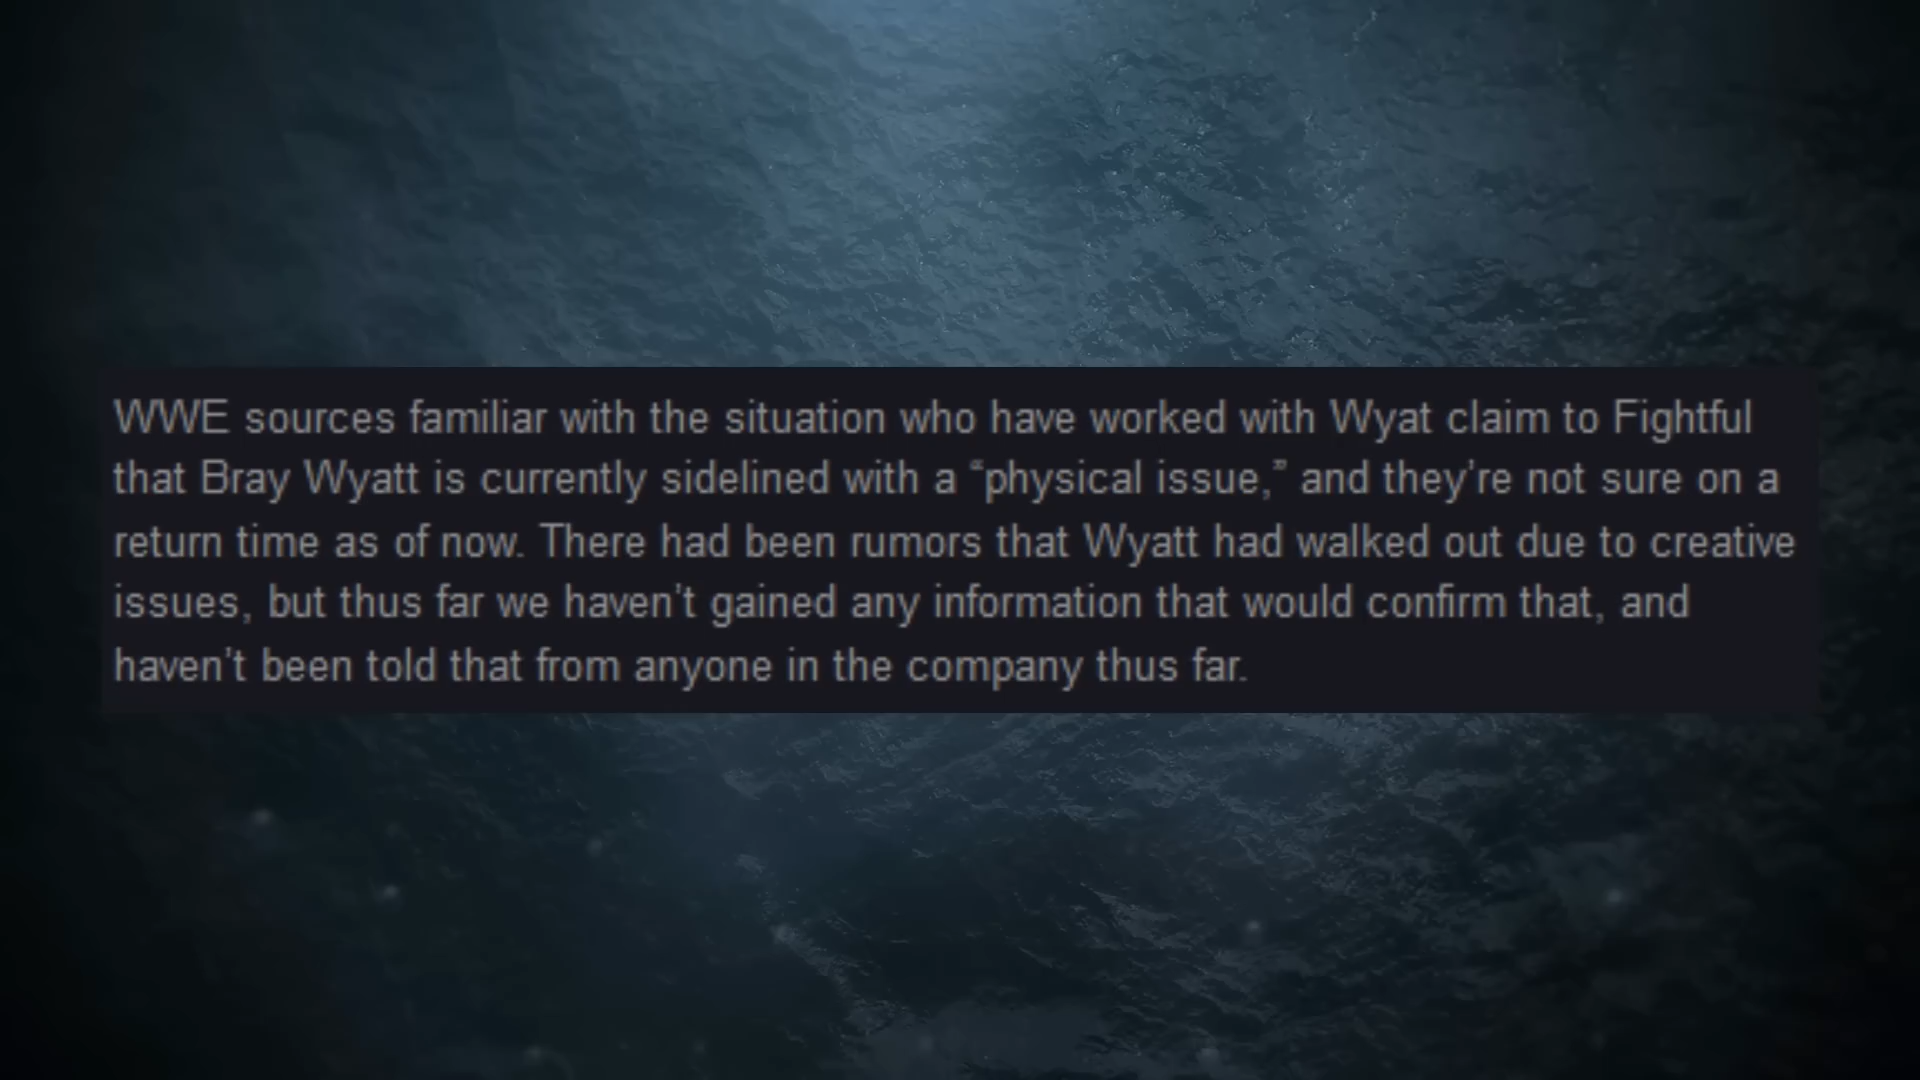 WWE sources familiar with the situation who have worked with Wyat claim to Fightful
that Bray Wyatt is currently sidelined with a “physical issue,” and they’re not sure on a
return time as of now. There had been rumors that Wyatt had walked out due to creative
issues, but thus far we haven’t gained any information that would confirm that, and
haven’t been told that from anyone in the company thus far.